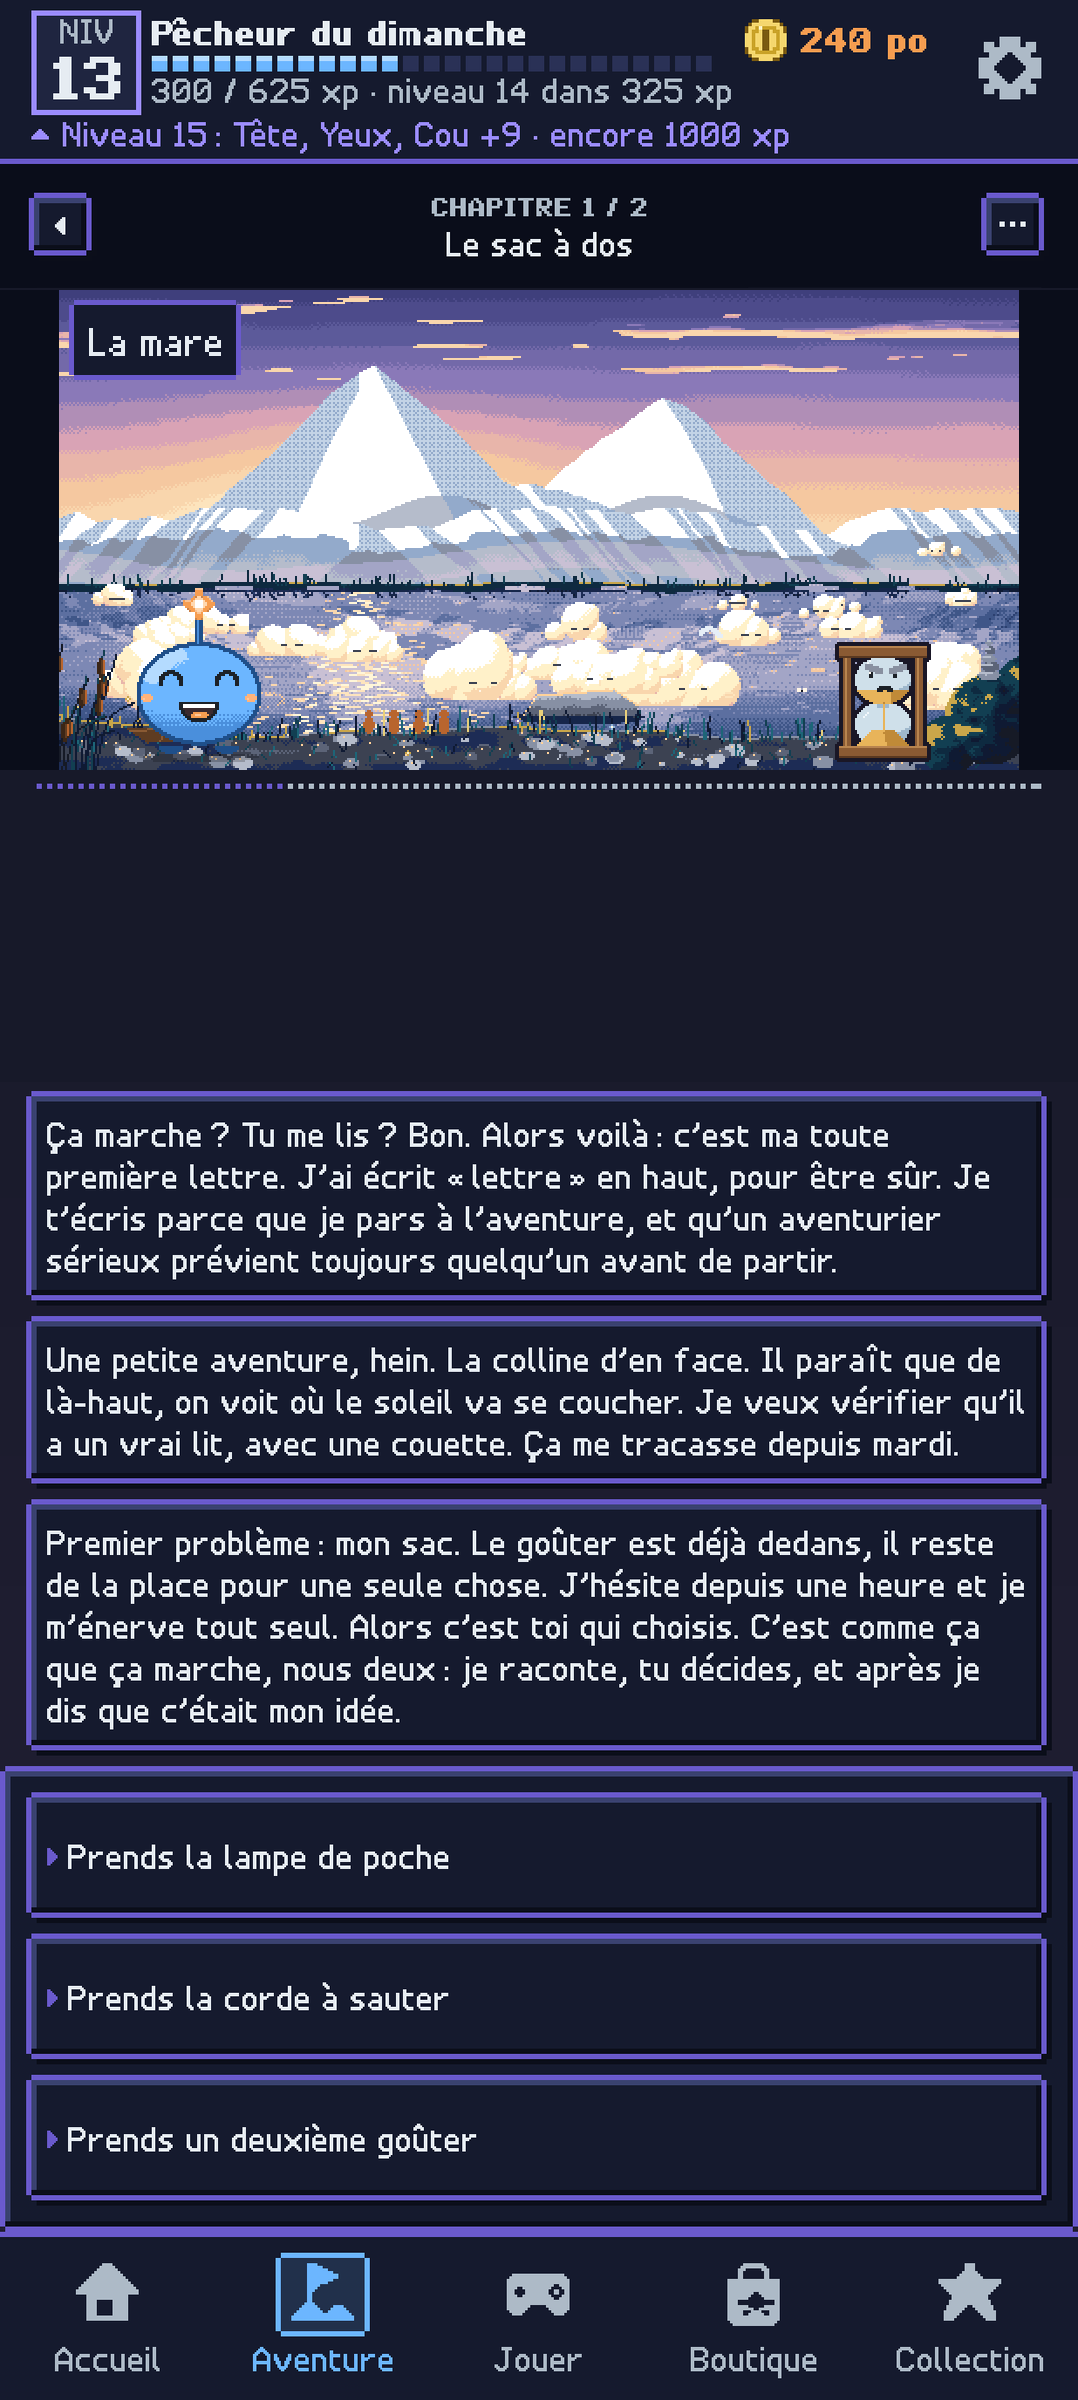 NIV
13
Pêcheur du dimanche
240 po
300 / 625 xp · niveau 14 dans 325 xp
Niveau 15 : Tête, Yeux, Cou +9 · encore 1000 xp
CHAPITRE 1 / 2
Le sac à dos
La mare
Ça marche ? Tu me lis ? Bon. Alors voilà : c’est ma toute
première lettre. J’ai écrit « lettre » en haut, pour être sûr. Je
t’écris parce que je pars à l’aventure, et qu’un aventurier
sérieux prévient toujours quelqu’un avant de partir.
Une petite aventure, hein. La colline d’en face. Il paraît que de
là-haut, on voit où le soleil va se coucher. Je veux vérifier qu’il
a un vrai lit, avec une couette. Ça me tracasse depuis mardi.
Premier problème : mon sac. Le goûter est déjà dedans, il reste
de la place pour une seule chose. J’hésite depuis une heure et je
m’énerve tout seul. Alors c’est toi qui choisis. C’est comme ça
que ça marche, nous deux : je raconte, tu décides, et après je
dis que c’était mon idée.
Prends la lampe de poche
Prends la corde à sauter
Prends un deuxième goûter
Accueil
Aventure
Jouer
Boutique
Collection